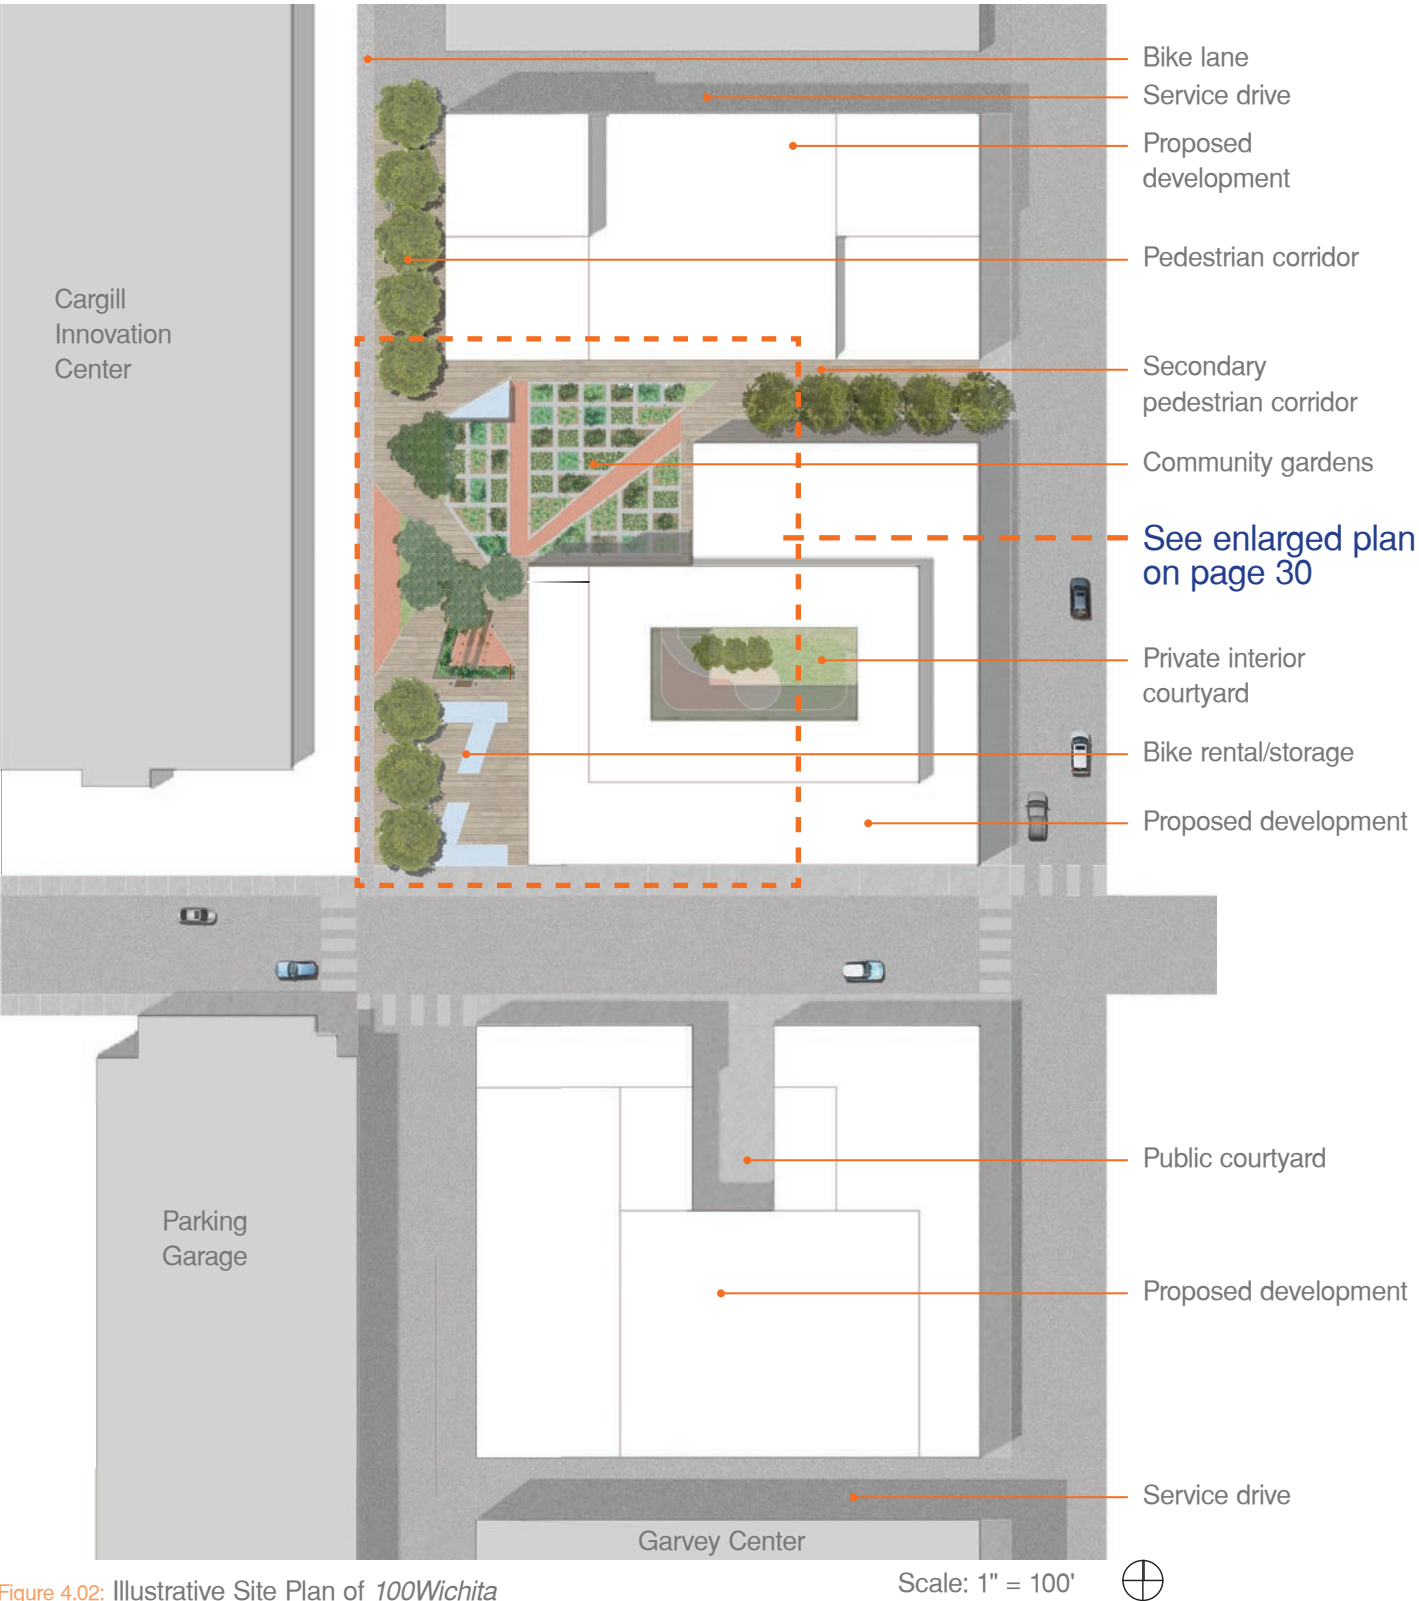 Bike lane
Service drive
Proposed
development
Pedestrian corridor
Cargill
Innovation
Center
Secondary
pedestrian corridor
Community gardens
See enlarged plan
on page 30
Private interior
courtyard
Bike rental/storage
Proposed development
Public courtyard
Parking
Garage
Proposed development
Service drive
Garvey Center
Figure 4.02: Illustrative Site Plan of 100Wichita
Scale: 1" = 100'